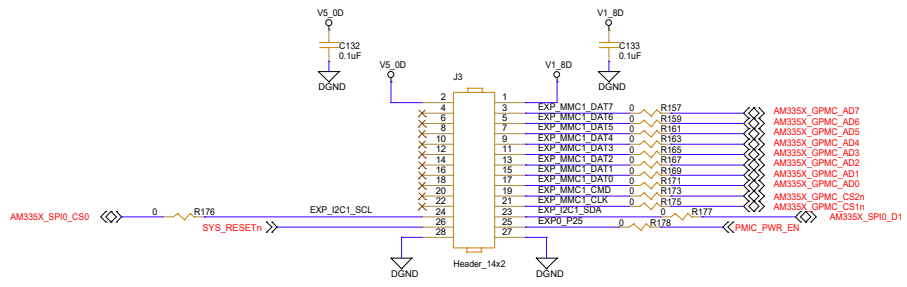 V5_0D
V1_8D
C132
0.1uF
C133
0.1uF
DGND
DGND
V5_0D
J3
V1_8D
2
1
4
3
EXP_MMC1_DAT7
0
R157
AM335X_GPMC_AD7
6
5
EXP_MMC1_DAT6
0
R159
AM335X_GPMC_AD6
8
7
EXP_MMC1_DAT5
0
R161
AM335X_GPMC_AD5
10
9
EXP_MMC1_DAT4
0
R163
AM335X_GPMC_AD4
12
11
EXP_MMC1_DAT3
0
R165
AM335X_GPMC_AD3
14
13
EXP_MMC1_DAT2
0
R167
AM335X_GPMC_AD2
16
15
EXP_MMC1_DAT1
0
R169
AM335X_GPMC_AD1
18
17
EXP_MMC1_DAT0
0
R171
AM335X_GPMC_AD0
20
19
EXP_MMC1_CMD
0
R173
AM335X_GPMC_CS2n
22
21
EXP_MMC1_CLK
0
R175
AM335X_GPMC_CS1n
AM335X_SPI0_CS0
0
R176
EXP_I2C1_SCL
24
23
EXP_I2C1_SDA
0
R177
AM335X_SPI0_D1
SYS_RESETn
26
25
EXP0_P25
0
R178
PMIC_PWR_EN
28
27
DGND
Header_14x2
DGND